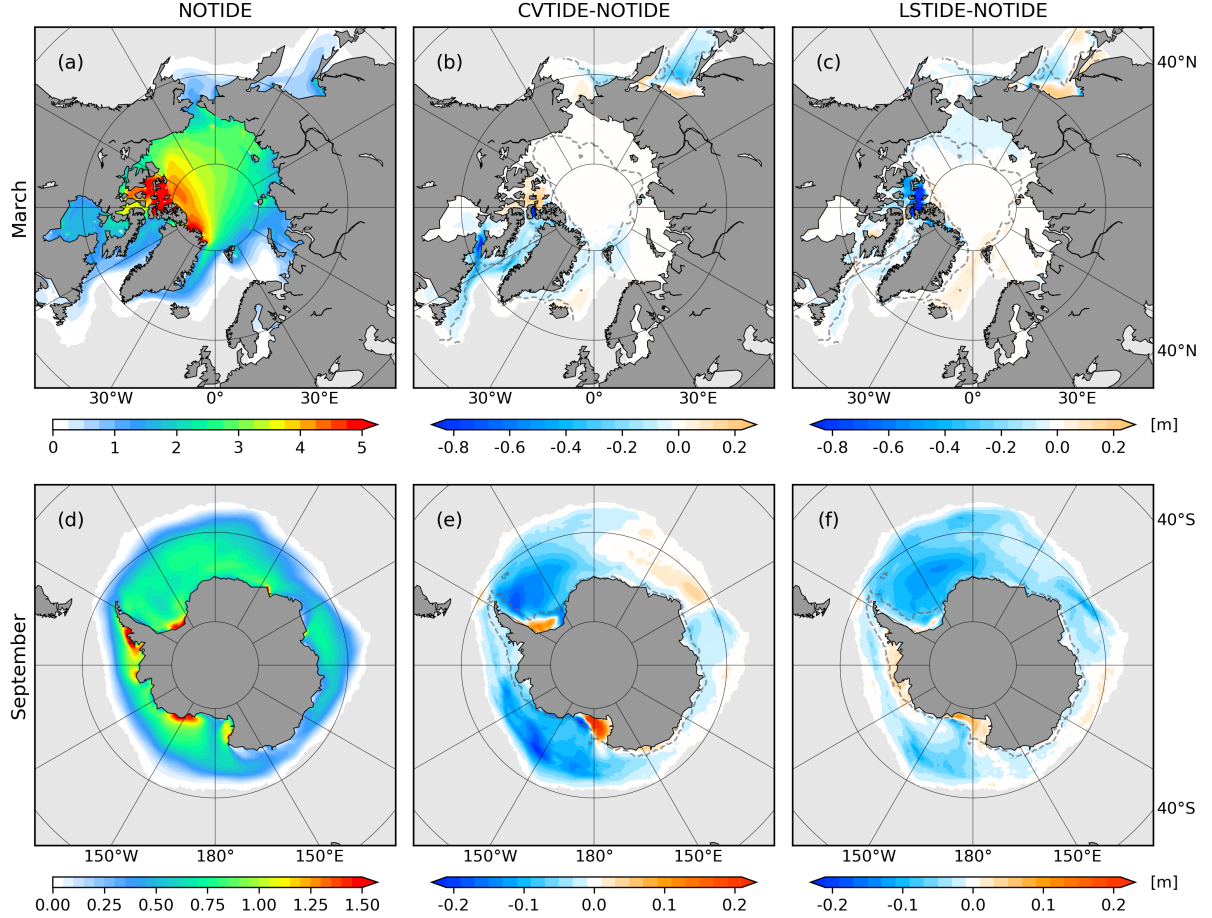 NOTIDE CVTIDE-NOTIDE LSTIDE-NOTIDE
(a) (b) (c) 40°N
March
40°N
30°W 0° 30°E 30°W 0° 30°E 30°W 0° 30°E
0 1 2 3 4 5 -0.8 -0.6 -0.4 -0.2 0.0 0.2 -0.8 -0.6 -0.4 -0.2 0.0 0.2 [m]
(d) (e) (f) 40°S
September
40°S
150°W 180° 150°E 150°W 180° 150°E 150°W 180° 150°E
0.00 0.25 0.50 0.75 1.00 1.25 1.50 -0.2 -0.1 0.0 0.1 0.2 -0.2 -0.1 0.0 0.1 0.2 [m]